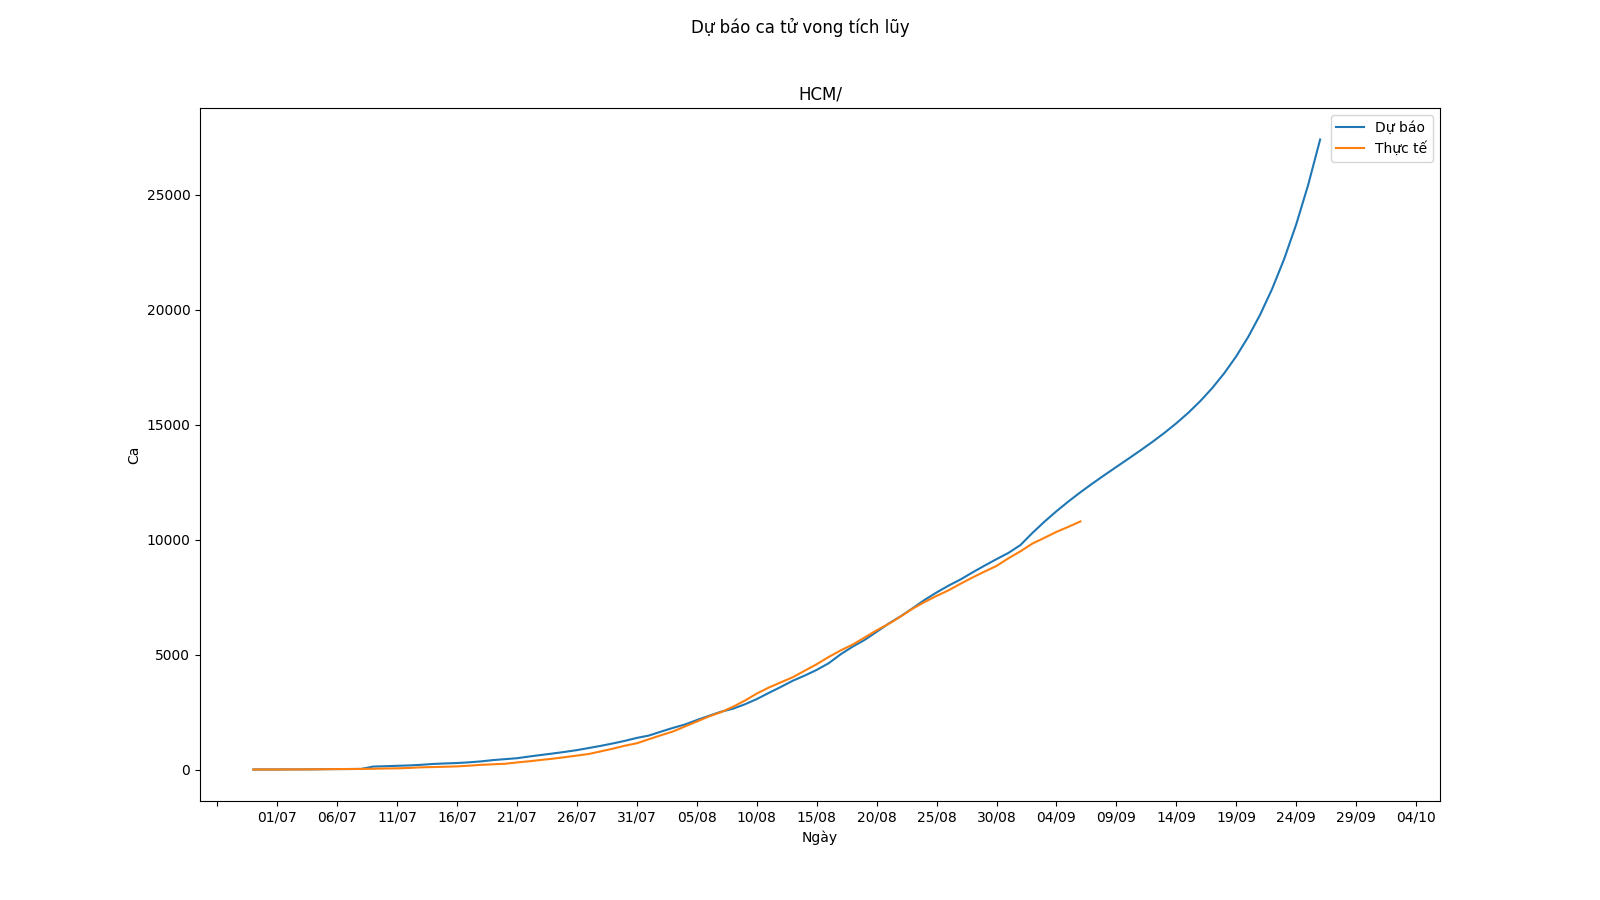 Dự báo ca tử vong tích lũy
HCM/
Dự báo
Thực tế
25000
20000
15000
10000
5000
0
Ca
01/07 06/07 11/07 16/07 21/07 26/07 31/07 05/08 10/08 15/08 20/08 25/08 30/08 04/09 09/09 14/09 19/09 24/09 29/09 04/10
Ngày